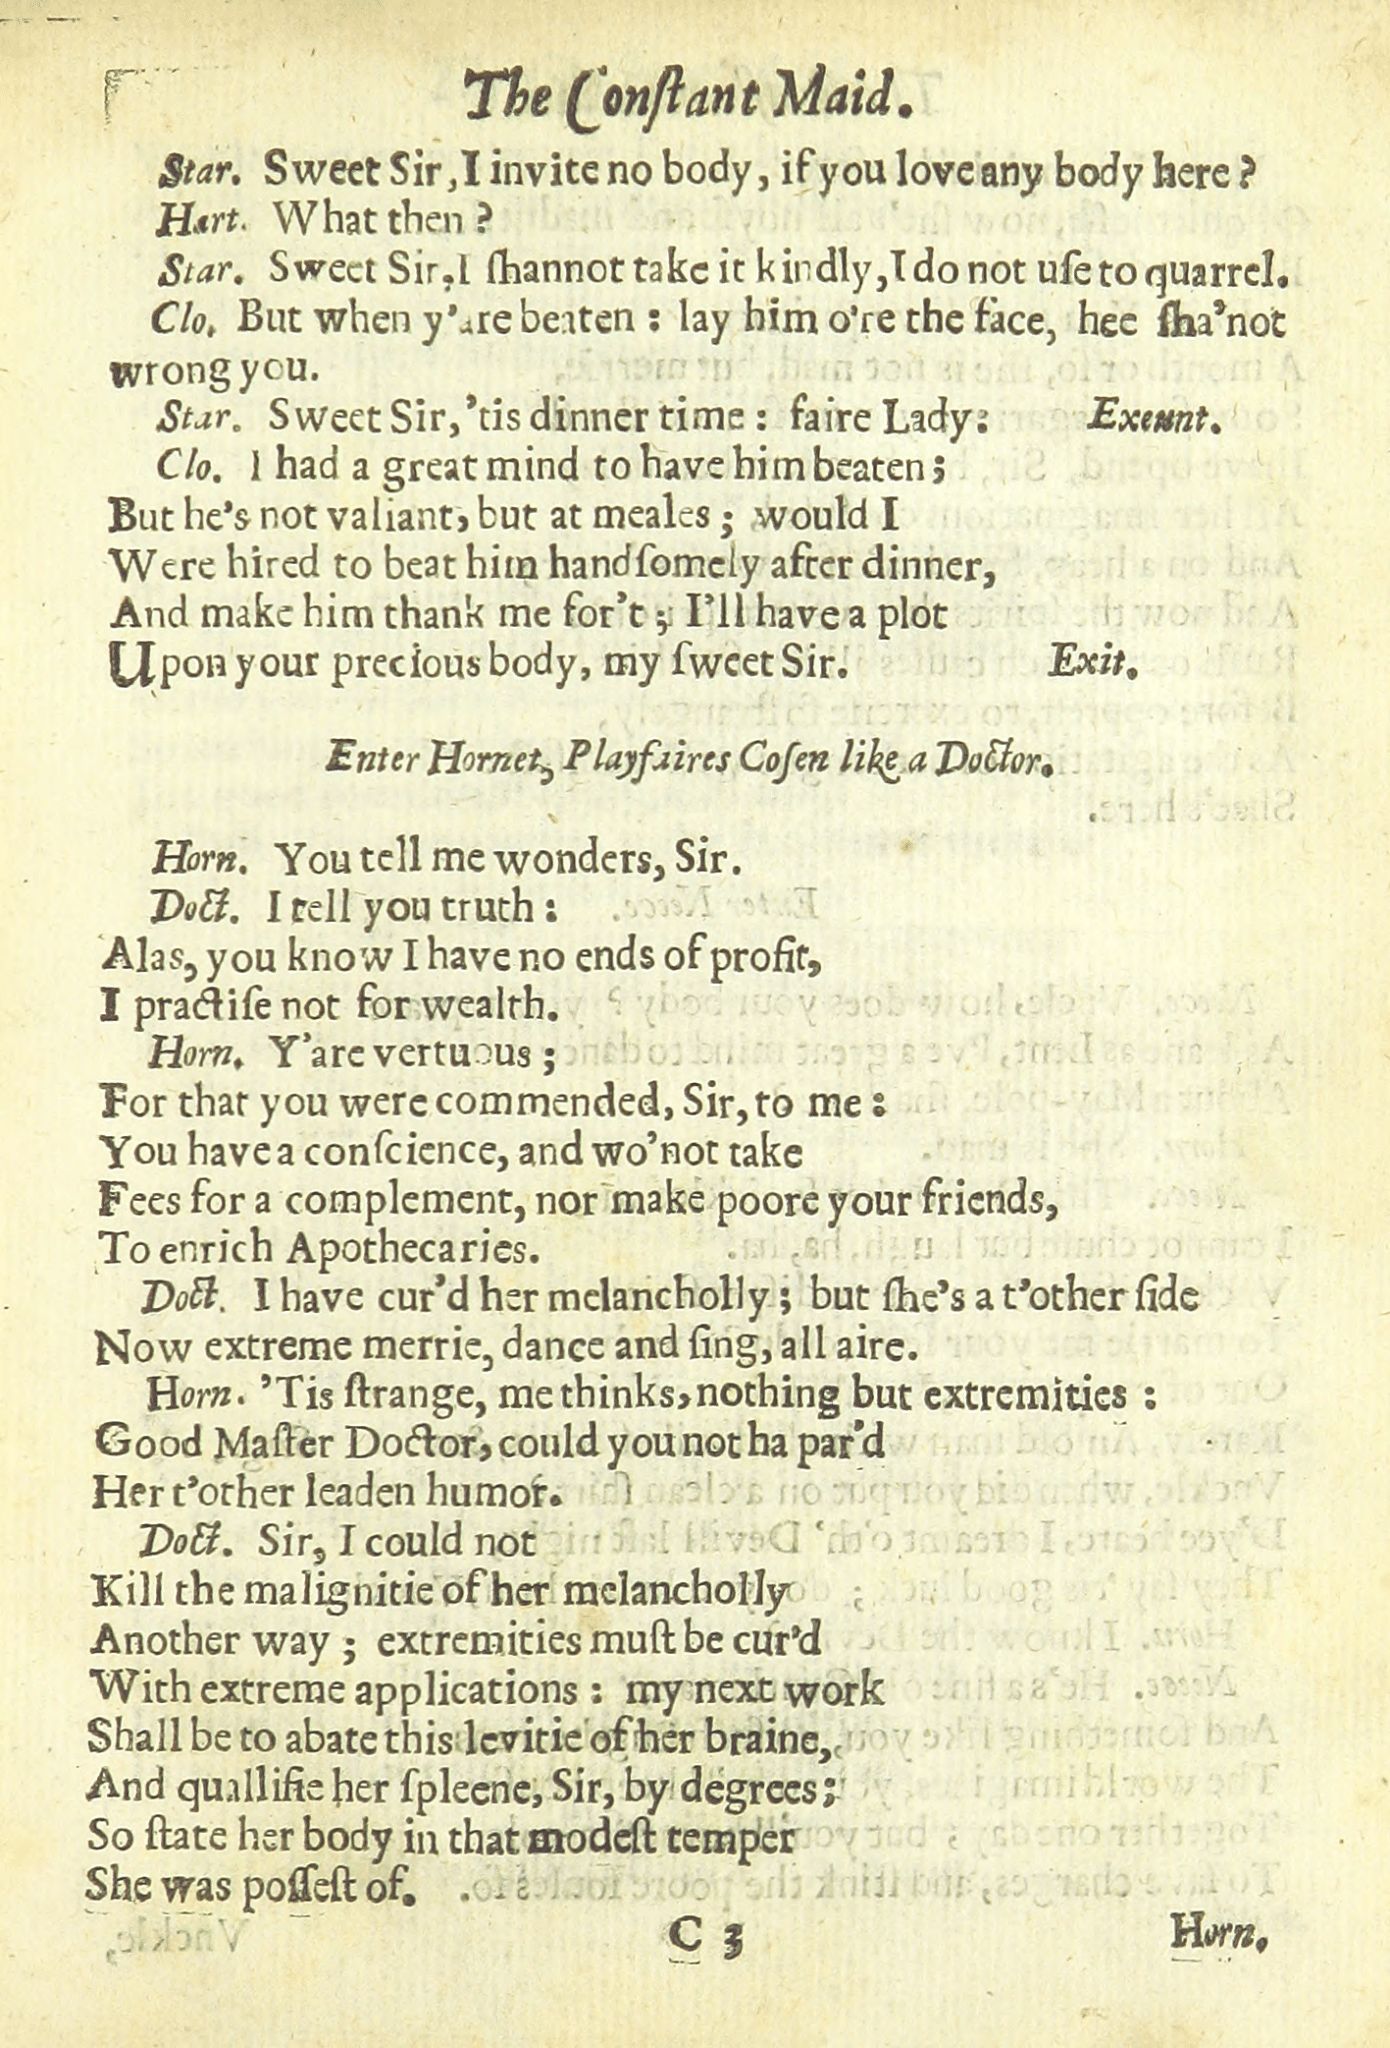 The Conſtant Maid.
Star. Sweet Sir, I invite no body, if you love any body here?
Hart. What then?
Star. Sweet Sir, I ſhannot take it kindly, I do not uſe to quarrel.
Clo. But when y'are beaten: lay him o're the face, hee ſha'not
wrong you.
Star. Sweet Sir, 'tis dinner time: faire Lady: Exeunt.
Clo. I had a great mind to have him beaten;
But he's not valiant, but at meales; would I
Were hired to beat him handſomely after dinner,
And make him thank me for't; I'll have a plot
Upon your precious body, my ſweet Sir. Exit.
Enter Hornet, Playfaires Coſen like a Doctor.
Horn. You tell me wonders, Sir.
Doct. I tell you truth:
Alas, you know I have no ends of profit,
I practiſe not for wealth.
Horn. Y'are vertuous;
For that you were commended, Sir, to me:
You have a conſcience, and wo'not take
Fees for a complement, nor make poore your friends,
To enrich Apothecaries.
Doct. I have cur'd her melancholly; but ſhe's a t'other ſide
Now extreme merrie, dance and ſing, all aire.
Horn. 'Tis ſtrange, me thinks, nothing but extremities:
Good Maſter Doctor, could you not ha par'd
Her t'other leaden humor.
Doct. Sir, I could not
Kill the malignitie of her melancholly
Another way; extremities muſt be cur'd
With extreme applications: my next work
Shall be to abate this levitie of her braine,
And quallifie her ſpleene, Sir, by degrees;
So ſtate her body in that modeſt temper
She was poſſeſt of.
C 3 Horn.